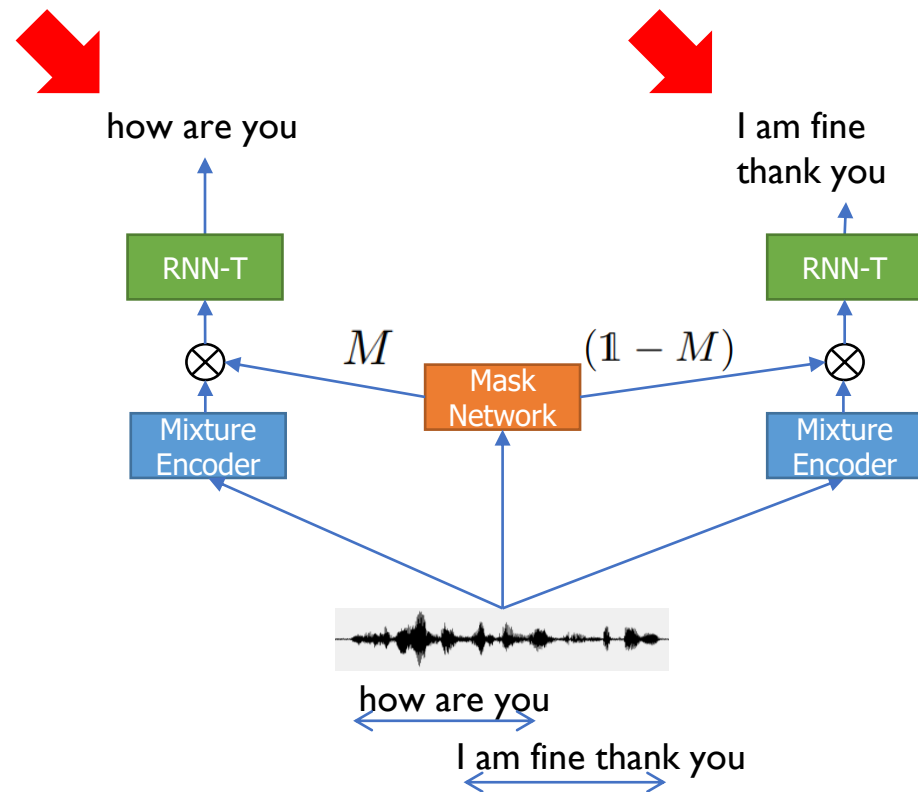 how are you
I am fine
thank you
RNN-T
RNN-T
M
(𝟙 − M)
Mask
Network
Mixture
Encoder
Mixture
Encoder
how are you
I am fine thank you